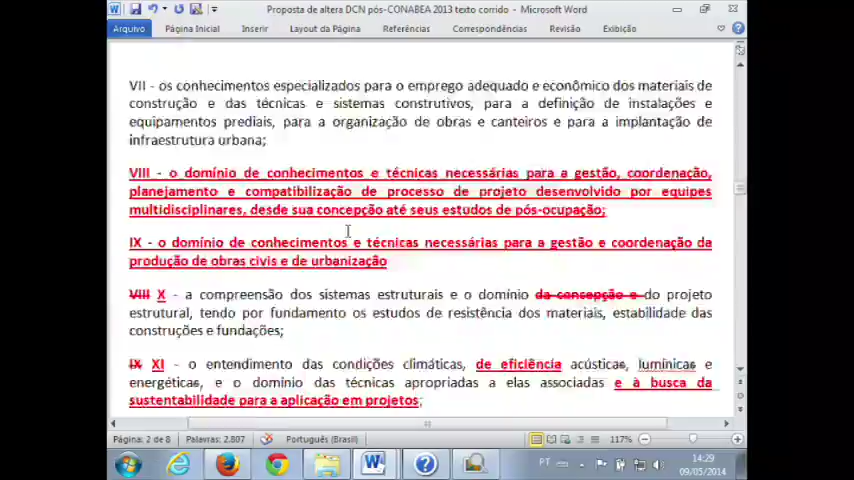 Proposta de altera DCN pós-CONABEA 2013 texto corrido - Microsoft Word
Arquivo Página Inicial Inserir Layout da Página Referências Correspondências Revisão Exibição
VII - os conhecimentos especializados para o emprego adequado e econômico dos materiais de
construção e das técnicas e sistemas construtivos, para a definição de instalações e
equipamentos prediais, para a organização de obras e canteiros e para a implantação de
infraestrutura urbana;
VIII - o domínio de conhecimentos e técnicas necessárias para a gestão, coordenação,
planejamento e compatibilização de processo de projeto desenvolvido por equipes
multidisciplinares, desde sua concepção até seus estudos de pós-ocupação;
IX - o domínio de conhecimentos e técnicas necessárias para a gestão e coordenação da
produção de obras civis e de urbanização
VIII X - a compreensão dos sistemas estruturais e o domínio da concepção e do projeto
estrutural, tendo por fundamento os estudos de resistência dos materiais, estabilidade das
construções e fundações;
IX XI - o entendimento das condições climáticas, de eficiência acústicas, lumínicas e
energéticas, e o domínio das técnicas apropriadas a elas associadas e à busca da
sustentabilidade para a aplicação em projetos;
Página: 2 de 8 Palavras: 2.807 Português (Brasil) 117%
PT 14:29
09/05/2014